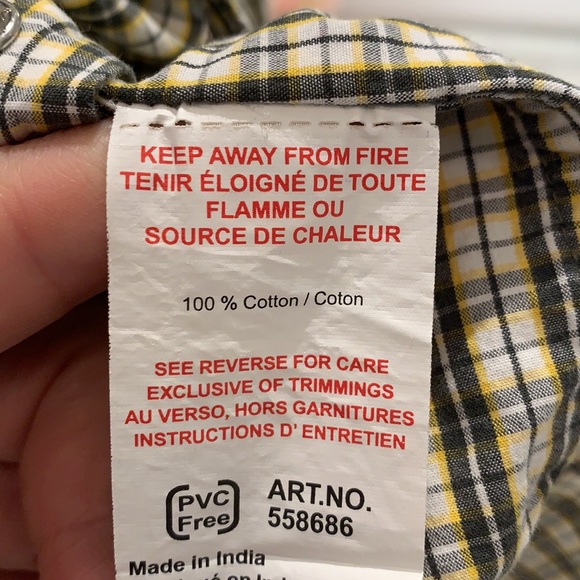 KEEP AWAY FROM FIRE
TENIR ÉLOIGNÉ DE TOUTE
FLAMME OU
SOURCE DE CHALEUR
100 % Cotton / Coton
SEE REVERSE FOR CARE
EXCLUSIVE OF TRIMMINGS
AU VERSO, HORS GARNITURES
INSTRUCTIONS D' ENTRETIEN
PVC
Free
ART.NO.
558686
Made in India